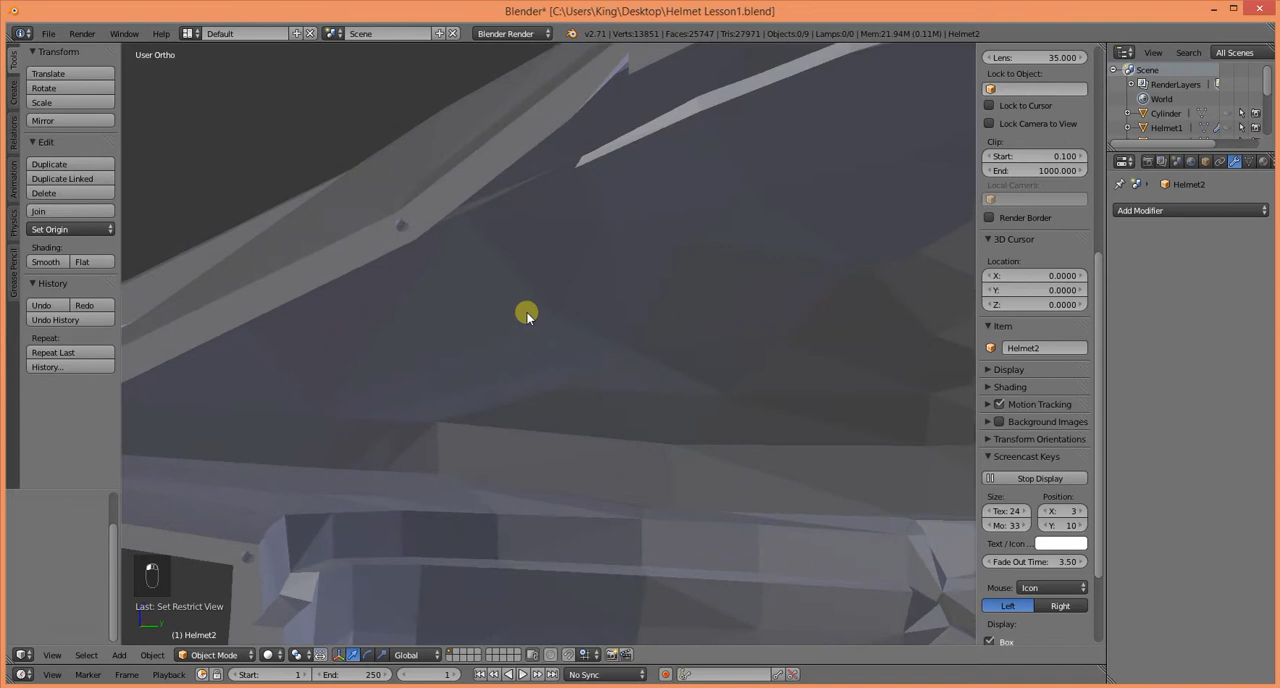 Blender* [C:\Users\King\Desktop\Helmet Lesson1.blend]
File Render Window Help Default Scene Blender Render v2.71 | Verts:13851 | Faces:25747 | Tris:27971 | Objects:0/9 | Lamps:0/0 | Mem:21.94M (0.11M) | Helmet2
View Search All Scenes
Tools
Create
Relations
Animation
Physics
Grease Pencil
Transform
Translate
Rotate
Scale
Mirror
Edit
Duplicate
Duplicate Linked
Delete
Join
Set Origin
Shading:
Smooth Flat
History
Undo Redo
Undo History
Repeat:
Repeat Last
History...
User Ortho
Last: Set Restrict View
(1) Helmet2
Lens: 35.000
Lock to Object:
Lock to Cursor
Lock Camera to View
Clip:
Start: 0.100
End: 1000.000
Local Camera:
Render Border
3D Cursor
Location:
X: 0.0000
Y: 0.0000
Z: 0.0000
Item
Helmet2
Display
Shading
Motion Tracking
Background Images
Transform Orientations
Screencast Keys
Stop Display
Size: Position:
Tex: 24 X: 3
Mo: 33 Y: 10
Text / Icon ...
Fade Out Time: 3.50
Mouse: Icon
Left Right
Display:
Box
Scene
RenderLayers
World
Cylinder
Helmet1
Helmet2
Add Modifier
View Select Add Object Object Mode Global
View Marker Frame Playback Start: 1 End: 250 1 No Sync